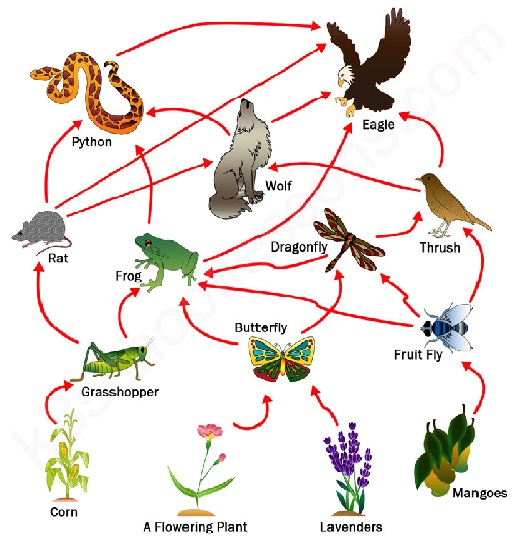 Eagle
Python
Wolf
Rat
Thrush
Dragonfly
Frog
Butterfly
Fruit Fly
Grasshopper
Mangoes
Corn
A Flowering Plant
Lavenders